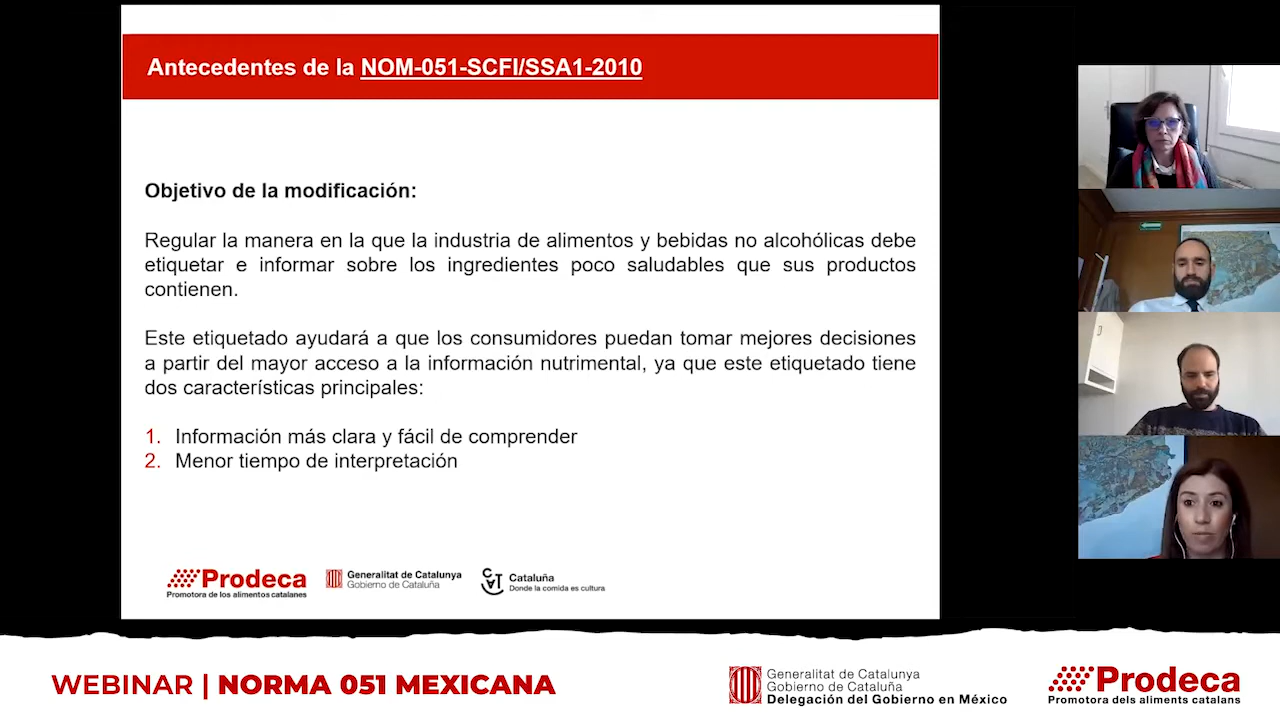 Antecedentes de la NOM-051-SCFI/SSA1-2010
Objetivo de la modificación:
Regular la manera en la que la industria de alimentos y bebidas no alcohólicas debe
etiquetar e informar sobre los ingredientes poco saludables que sus productos
contienen.
Este etiquetado ayudará a que los consumidores puedan tomar mejores decisiones
a partir del mayor acceso a la información nutrimental, ya que este etiquetado tiene
dos características principales:
1. Información más clara y fácil de comprender
2. Menor tiempo de interpretación
Prodeca
Promotora de los alimentos catalanes
Generalitat de Catalunya
Gobierno de Cataluña
CAT
Cataluña
Donde la comida es cultura
WEBINAR | NORMA 051 MEXICANA
Generalitat de Catalunya
Gobierno de Cataluña
Delegación del Gobierno en México
Prodeca
Promotora dels aliments catalans